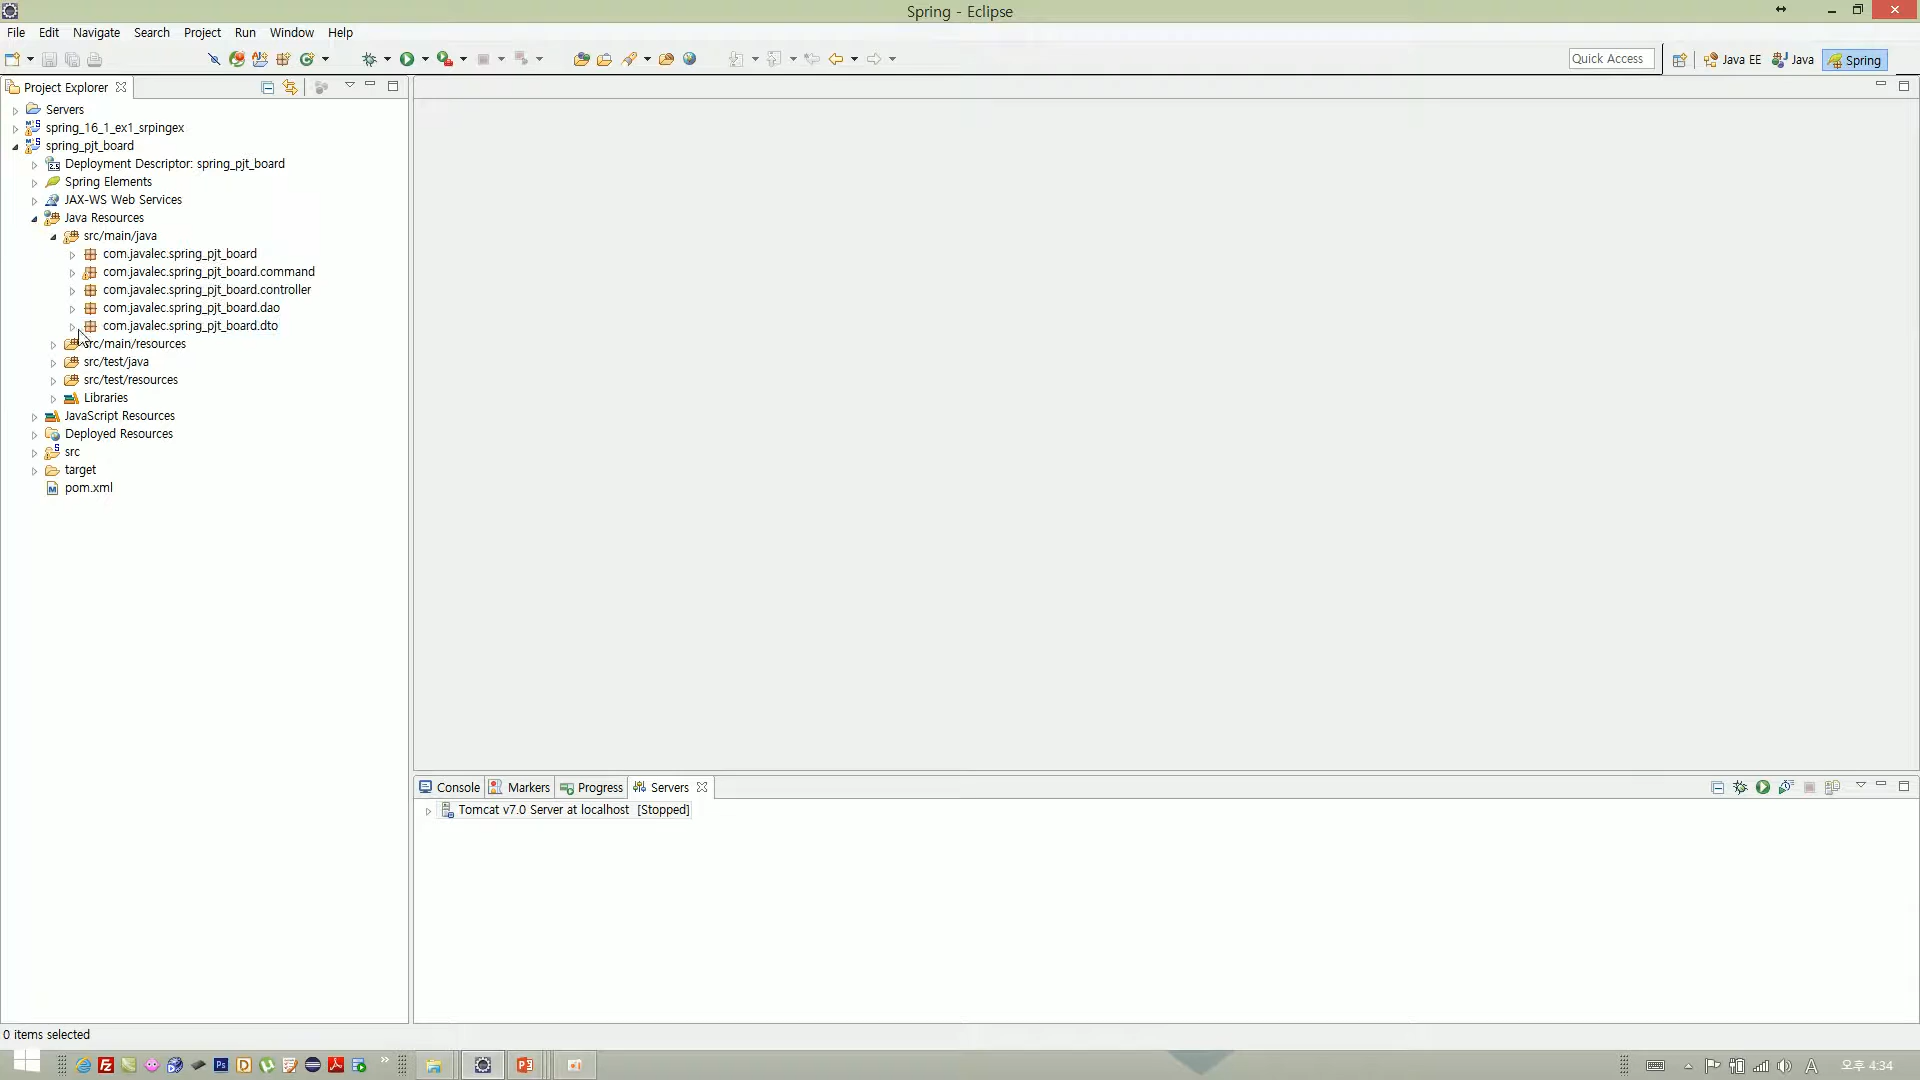 Spring - Eclipse
File Edit Navigate Search Project Run Window Help
Quick Access Java EE Java Spring
Project Explorer
Servers
spring_16_1_ex1_srpingex
spring_pjt_board
Deployment Descriptor: spring_pjt_board
Spring Elements
JAX-WS Web Services
Java Resources
src/main/java
com.javalec.spring_pjt_board
com.javalec.spring_pjt_board.command
com.javalec.spring_pjt_board.controller
com.javalec.spring_pjt_board.dao
com.javalec.spring_pjt_board.dto
src/main/resources
src/test/java
src/test/resources
Libraries
JavaScript Resources
Deployed Resources
src
target
pom.xml
Console Markers Progress Servers
Tomcat v7.0 Server at localhost [Stopped]
0 items selected
A 오후 4:34